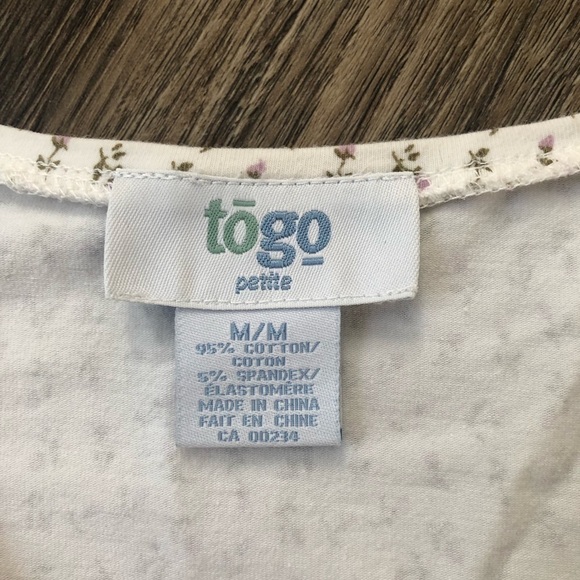 tōgo
petite
M/M
95% COTTON/
COTON
5% SPANDEX/
ÉLASTOMÈRE
MADE IN CHINA
FAIT EN CHINE
CA 00234